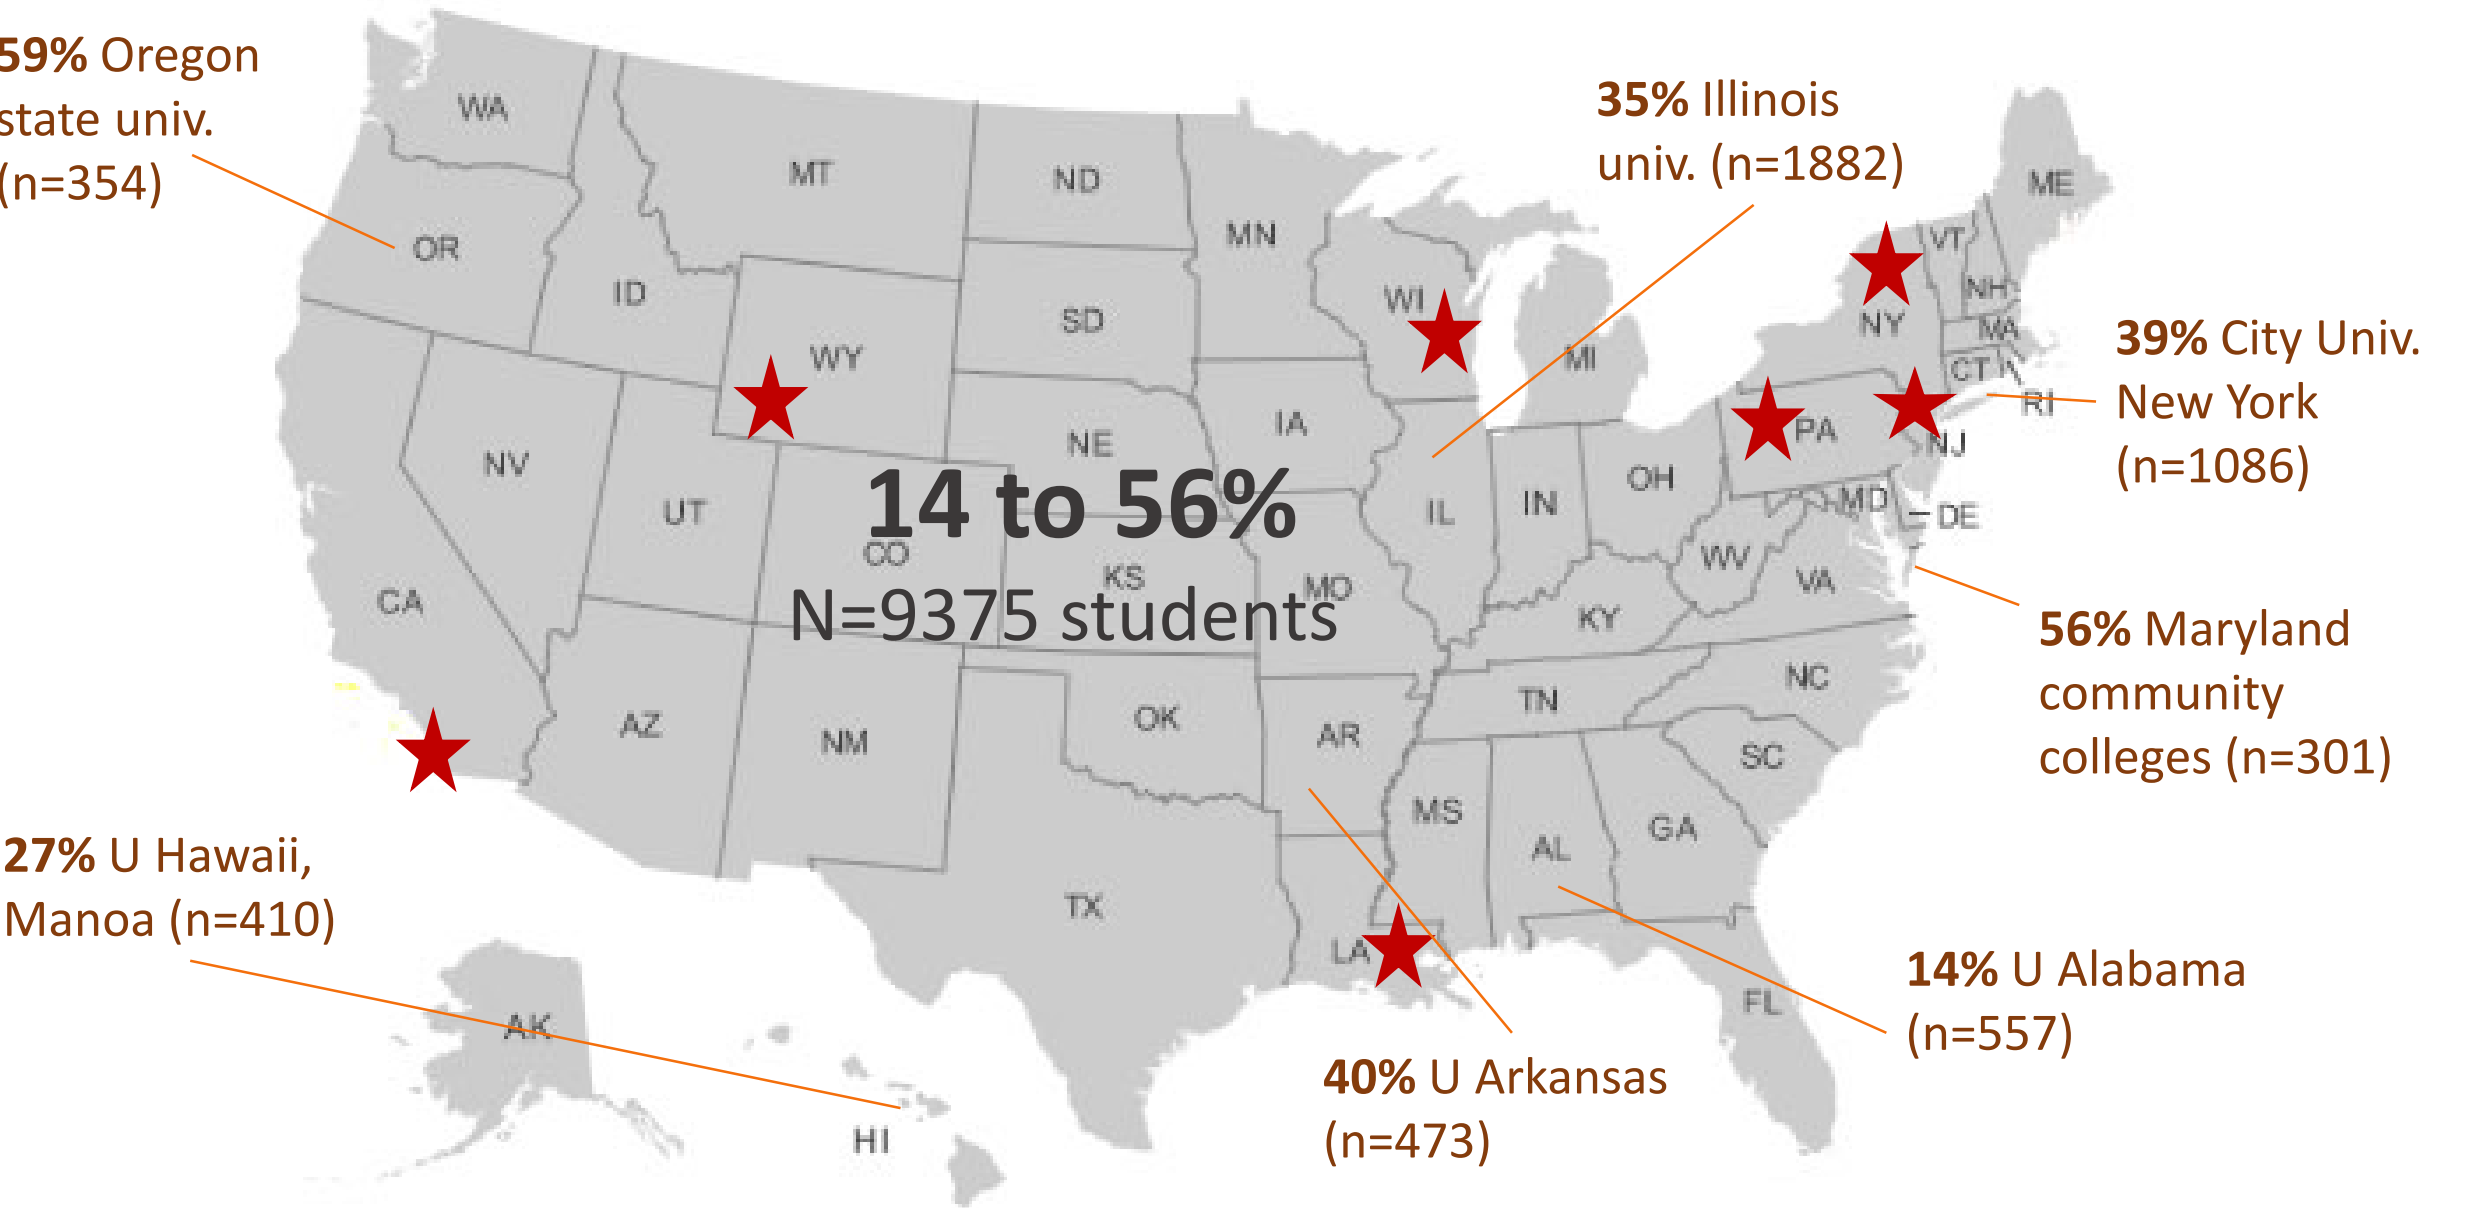 59% Oregon
state univ.
(n=354)
35% Illinois
univ. (n=1882)
39% City Univ.
New York
(n=1086)
56% Maryland
community
colleges (n=301)
14% U Alabama
(n=557)
40% U Arkansas
(n=473)
27% U Hawaii,
Manoa (n=410)
14 to 56%
N=9375 students
WA
MT
ND
MN
ME
OR
ID
SD
WI
MI
VT
NH
NY
MA
WY
CT
RI
NE
IA
PA
NJ
NV
UT
CO
KS
MO
IL
IN
OH
MD
DE
WV
VA
KY
CA
AZ
NM
OK
AR
TN
NC
SC
MS
AL
GA
TX
LA
FL
AK
HI